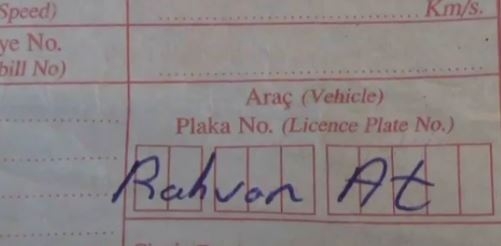 Speed)
Km/s.
ye No.
bill No)
Araç (Vehicle)
Plaka No. (Licence Plate No.)
Rahvan At